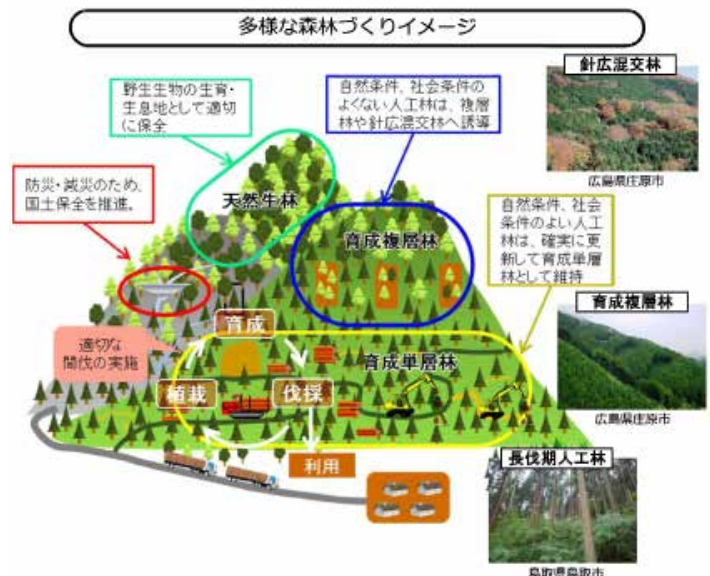 多様な森林づくりイメージ
野生生物の生育・
生息地として適切
に保全
自然条件、社会条件の
よくない人工林は、複層
林や針広混交林へ誘導
針広混交林
広島県庄原市
防災・減災のため、
国土保全を推進。
天然生林
育成複層林
自然条件、社会
条件のよい人工
林は、確実に更
新して育成単層
林として維持
育成
適切な
間伐の実施
育成単層林
植栽
伐採
育成複層林
広島県庄原市
利用
長伐期人工林
鳥取県鳥取市